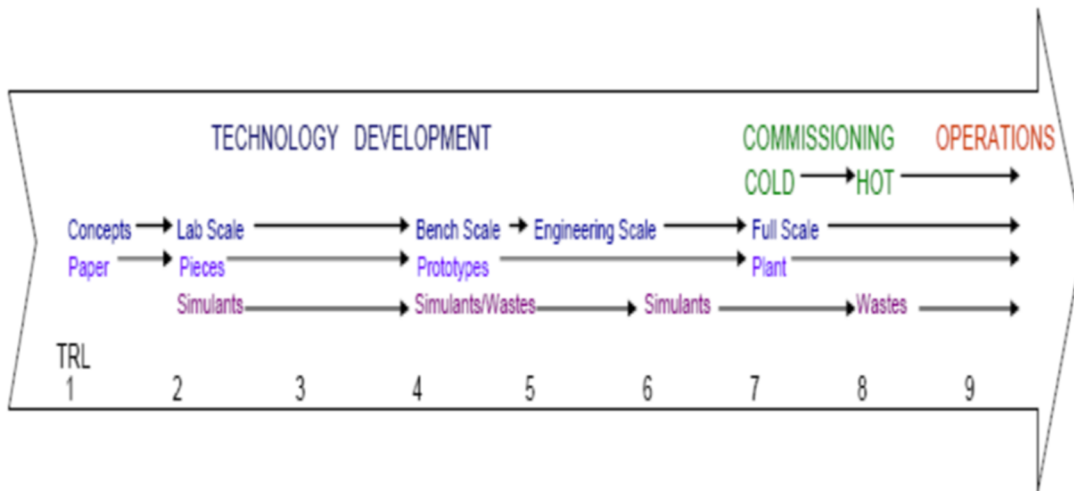 TECHNOLOGY DEVELOPMENT COMMISSIONING OPERATIONS
COLD HOT
Concepts Lab Scale Bench Scale Engineering Scale Full Scale
Paper Pieces Prototypes Plant
Simulants Simulants/Wastes Simulants Wastes
TRL
1 2 3 4 5 6 7 8 9